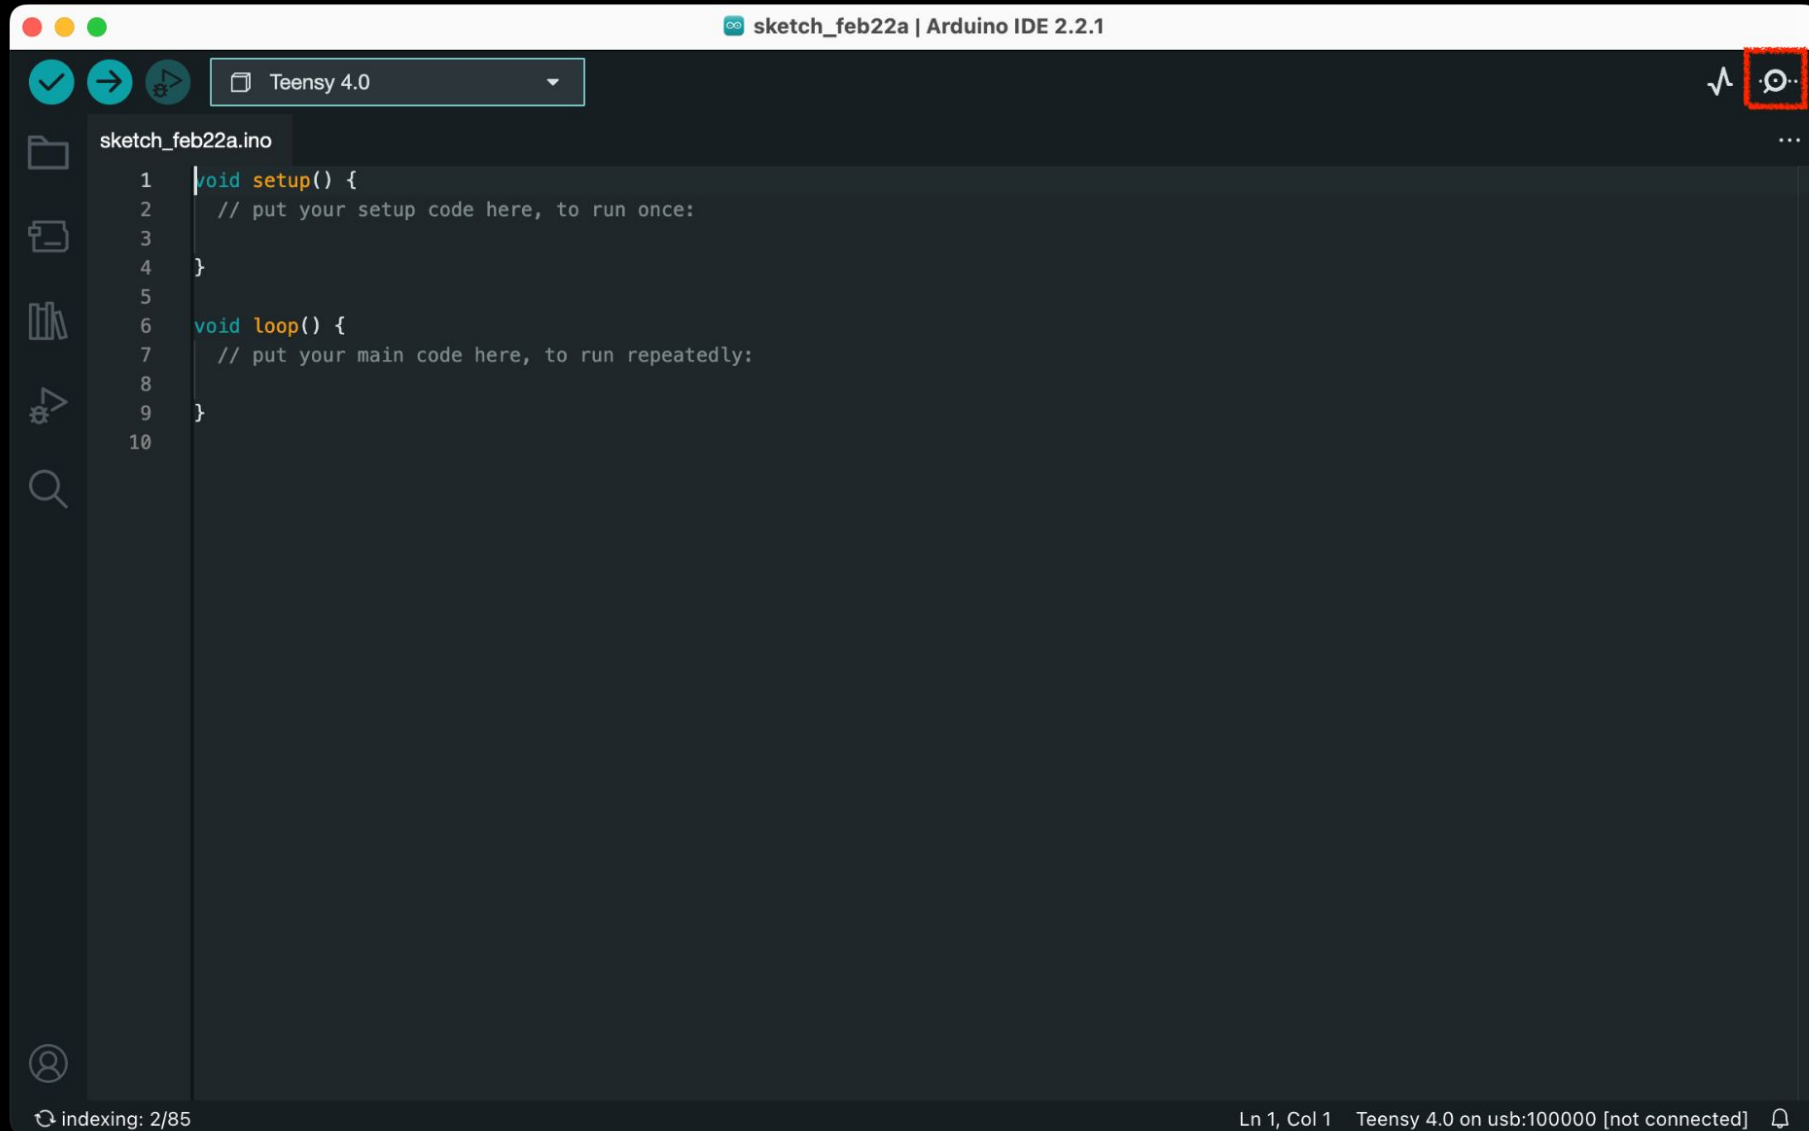 sketch_feb22a | Arduino IDE 2.2.1
Teensy 4.0
sketch_feb22a.ino
...
1 void setup() {
2 // put your setup code here, to run once:
3
4 }
5
6 void loop() {
7 // put your main code here, to run repeatedly:
8
9 }
10
indexing: 2/85
Ln 1, Col 1 Teensy 4.0 on usb:100000 [not connected]